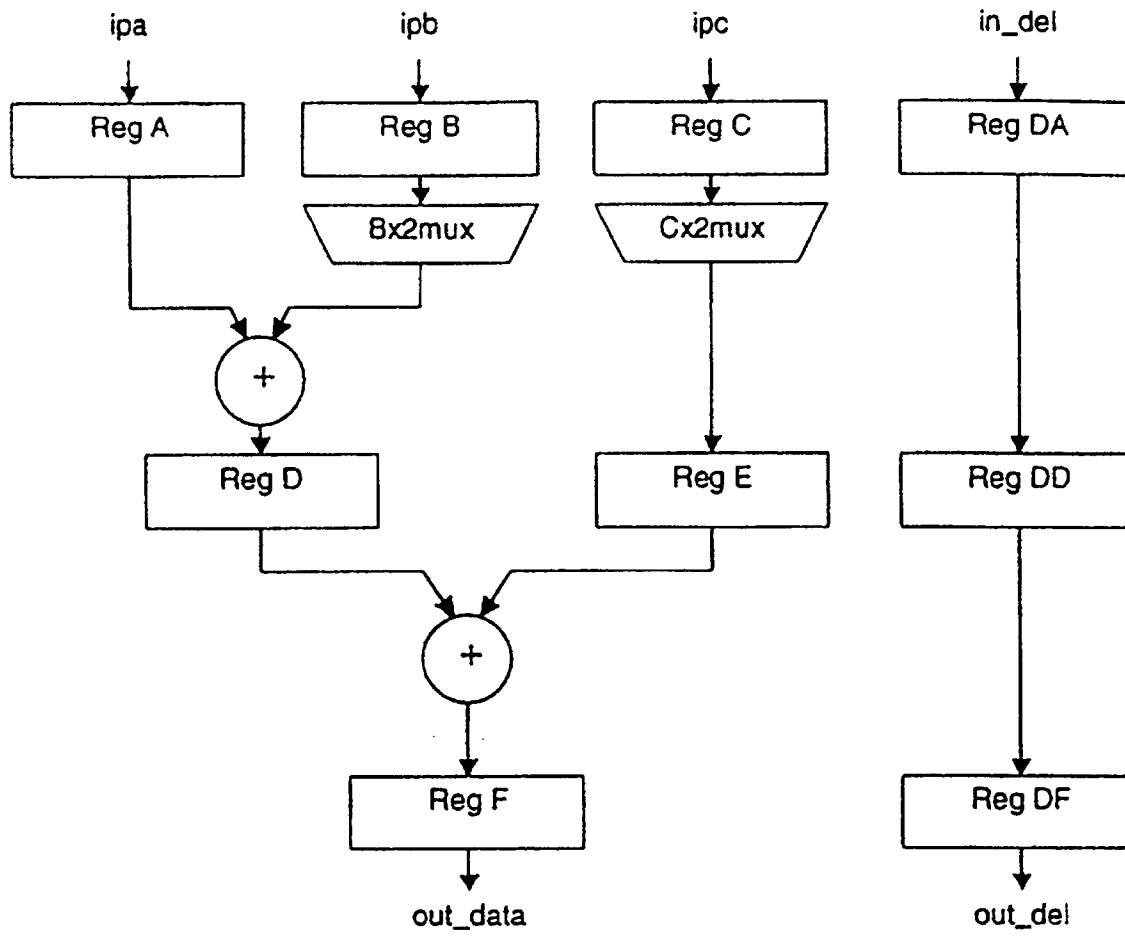 ipa ipb ipc in_del
Reg A Reg B Reg C Reg DA
Bx2mux Cx2mux
+
Reg D Reg E Reg DD
+
Reg F Reg DF
out_data out_del